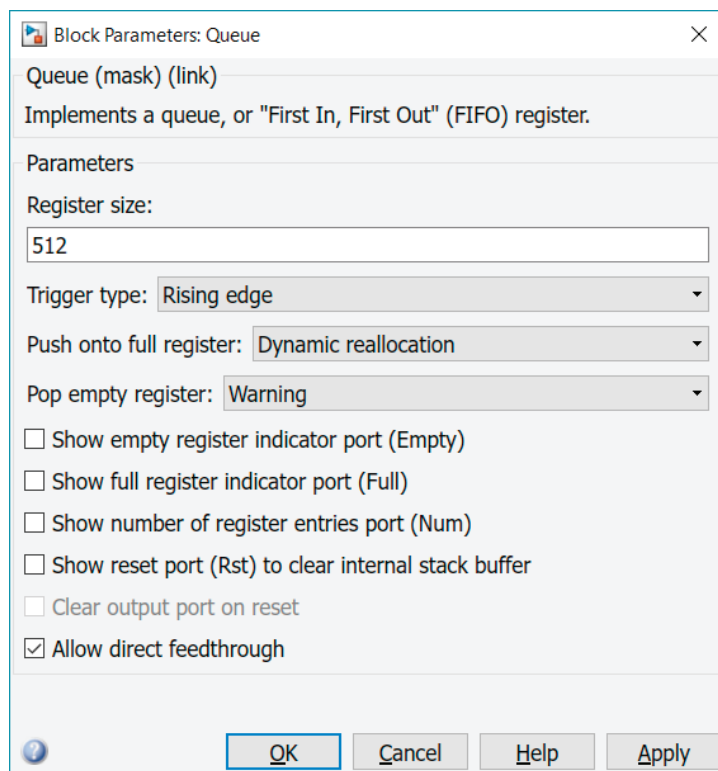 Block Parameters: Queue
Queue (mask) (link)
Implements a queue, or "First In, First Out" (FIFO) register.
Parameters
Register size:
512
Trigger type: Rising edge
Push onto full register: Dynamic reallocation
Pop empty register: Warning
Show empty register indicator port (Empty)
Show full register indicator port (Full)
Show number of register entries port (Num)
Show reset port (Rst) to clear internal stack buffer
Clear output port on reset
Allow direct feedthrough
? OK Cancel Help Apply